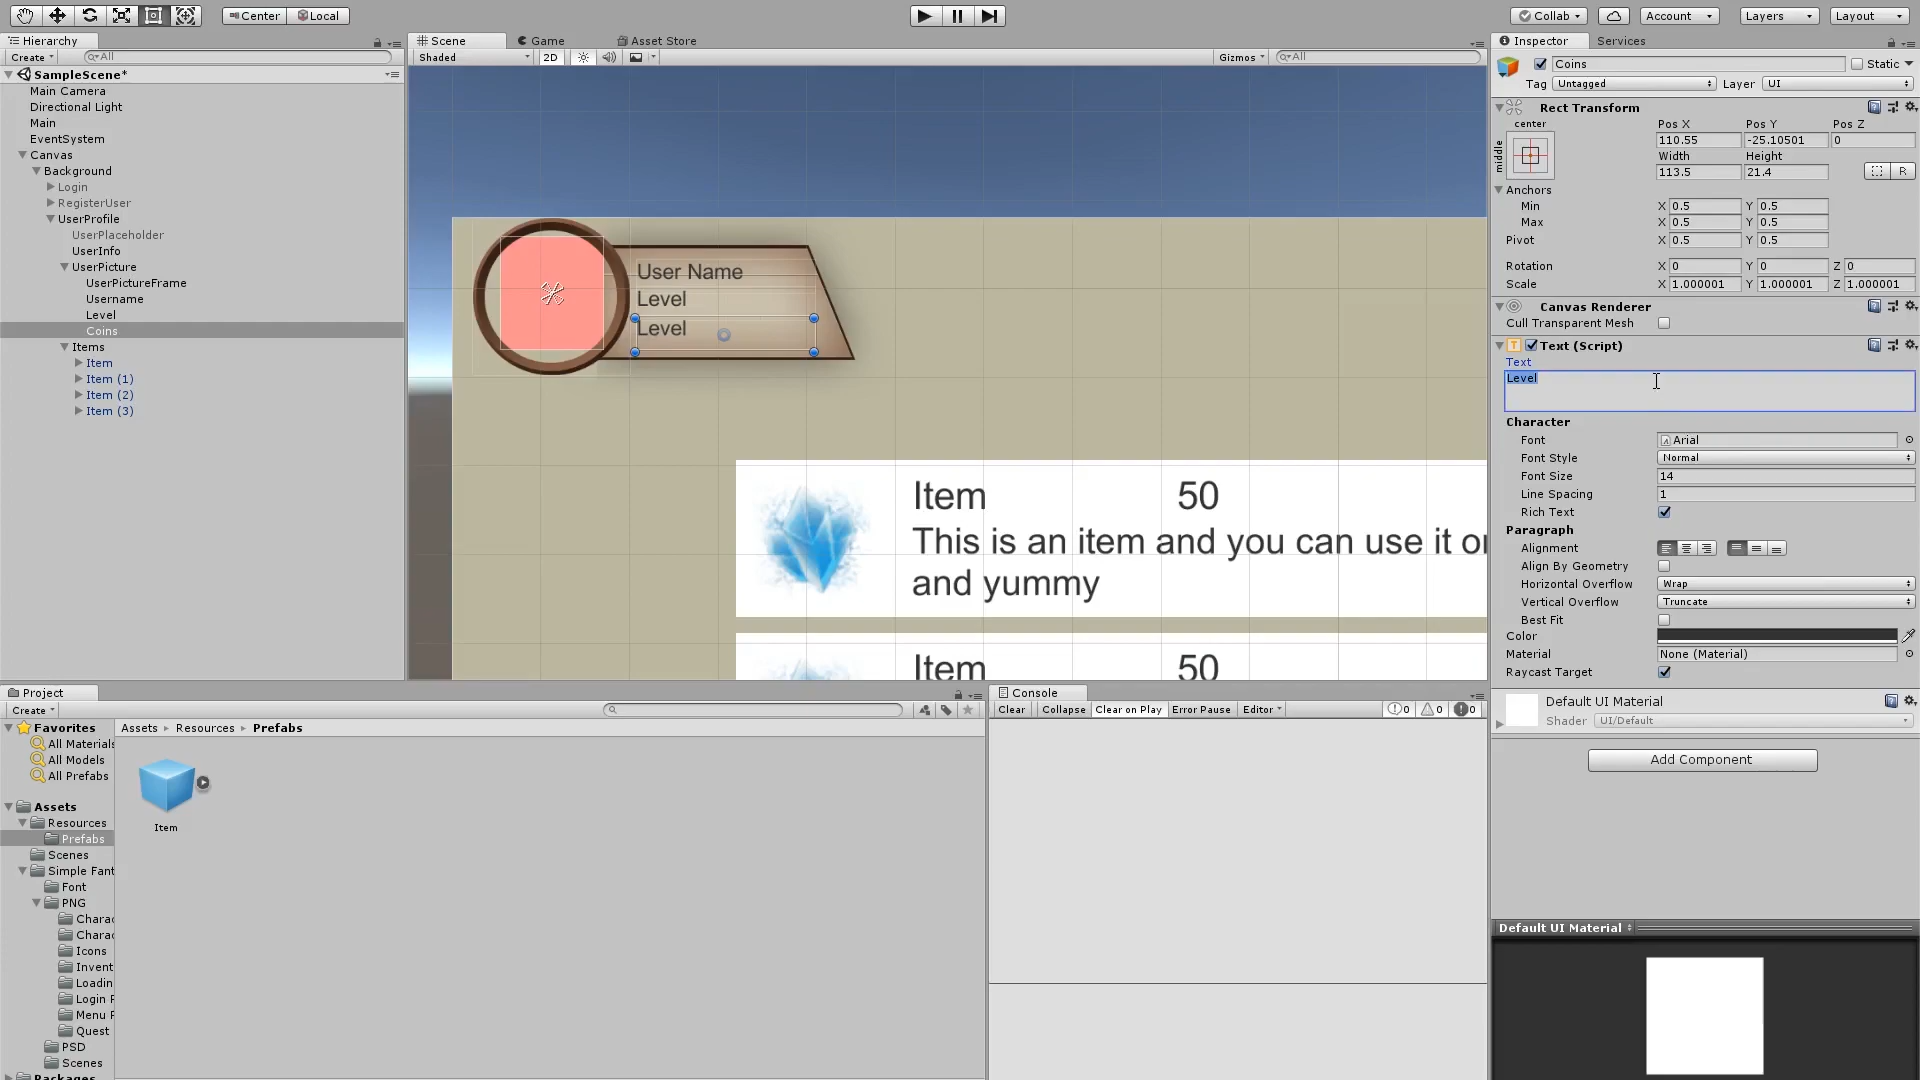 Center
Local
Collab
Account
Layers
Layout
Hierarchy
Create
All
SampleScene*
Main Camera
Directional Light
Main
EventSystem
Canvas
Background
Login
RegisterUser
UserProfile
UserPlaceholder
UserInfo
UserPicture
UserPictureFrame
Username
Level
Coins
Items
Item
Item (1)
Item (2)
Item (3)
Scene
Game
Asset Store
Shaded
2D
Gizmos
All
User Name
Level
Level
Item
50
This is an item and you can use it or
and yummy
Item
50
Inspector
Services
Coins
Static
Tag
Untagged
Layer
UI
Rect Transform
center
middle
Pos X
Pos Y
Pos Z
110.55
-25.10501
0
Width
Height
113.5
21.4
R
Anchors
Min
X
0.5
Y
0.5
Max
X
0.5
Y
0.5
Pivot
X
0.5
Y
0.5
Rotation
X
0
Y
0
Z
0
Scale
X
1.000001
Y
1.000001
Z
1.000001
Canvas Renderer
Cull Transparent Mesh
Text (Script)
Text
Level
Character
Font
Arial
Font Style
Normal
Font Size
14
Line Spacing
1
Rich Text
Paragraph
Alignment
Align By Geometry
Horizontal Overflow
Wrap
Vertical Overflow
Truncate
Best Fit
Color
Material
None (Material)
Raycast Target
Default UI Material
Shader
UI/Default
Add Component
Default UI Material
Project
Create
Favorites
All Materials
All Models
All Prefabs
Assets
Resources
Prefabs
Scenes
Simple Fant
Font
PNG
Charac
Charac
Icons
Invent
Loadin
Login F
Menu F
Quest
PSD
Scenes
Packages
Assets
Resources
Prefabs
Item
Console
Clear
Collapse
Clear on Play
Error Pause
Editor
0
0
0